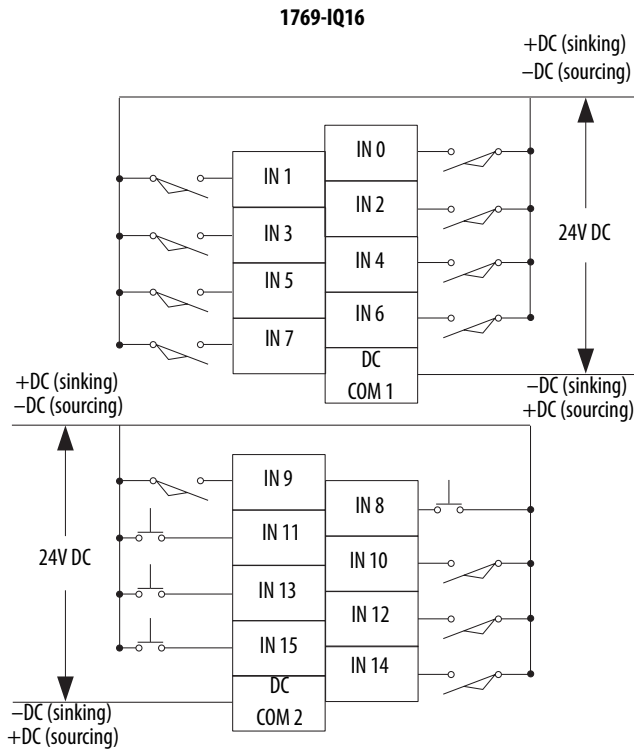 1769-IQ16
+DC (sinking)
−DC (sourcing)
IN 0
IN 1
IN 2
IN 3
24V DC
IN 4
IN 5
IN 6
IN 7
DC
COM 1
+DC (sinking)
−DC (sourcing)
−DC (sinking)
+DC (sourcing)
IN 9
IN 8
IN 11
24V DC
IN 10
IN 13
IN 12
IN 15
IN 14
DC
COM 2
−DC (sinking)
+DC (sourcing)